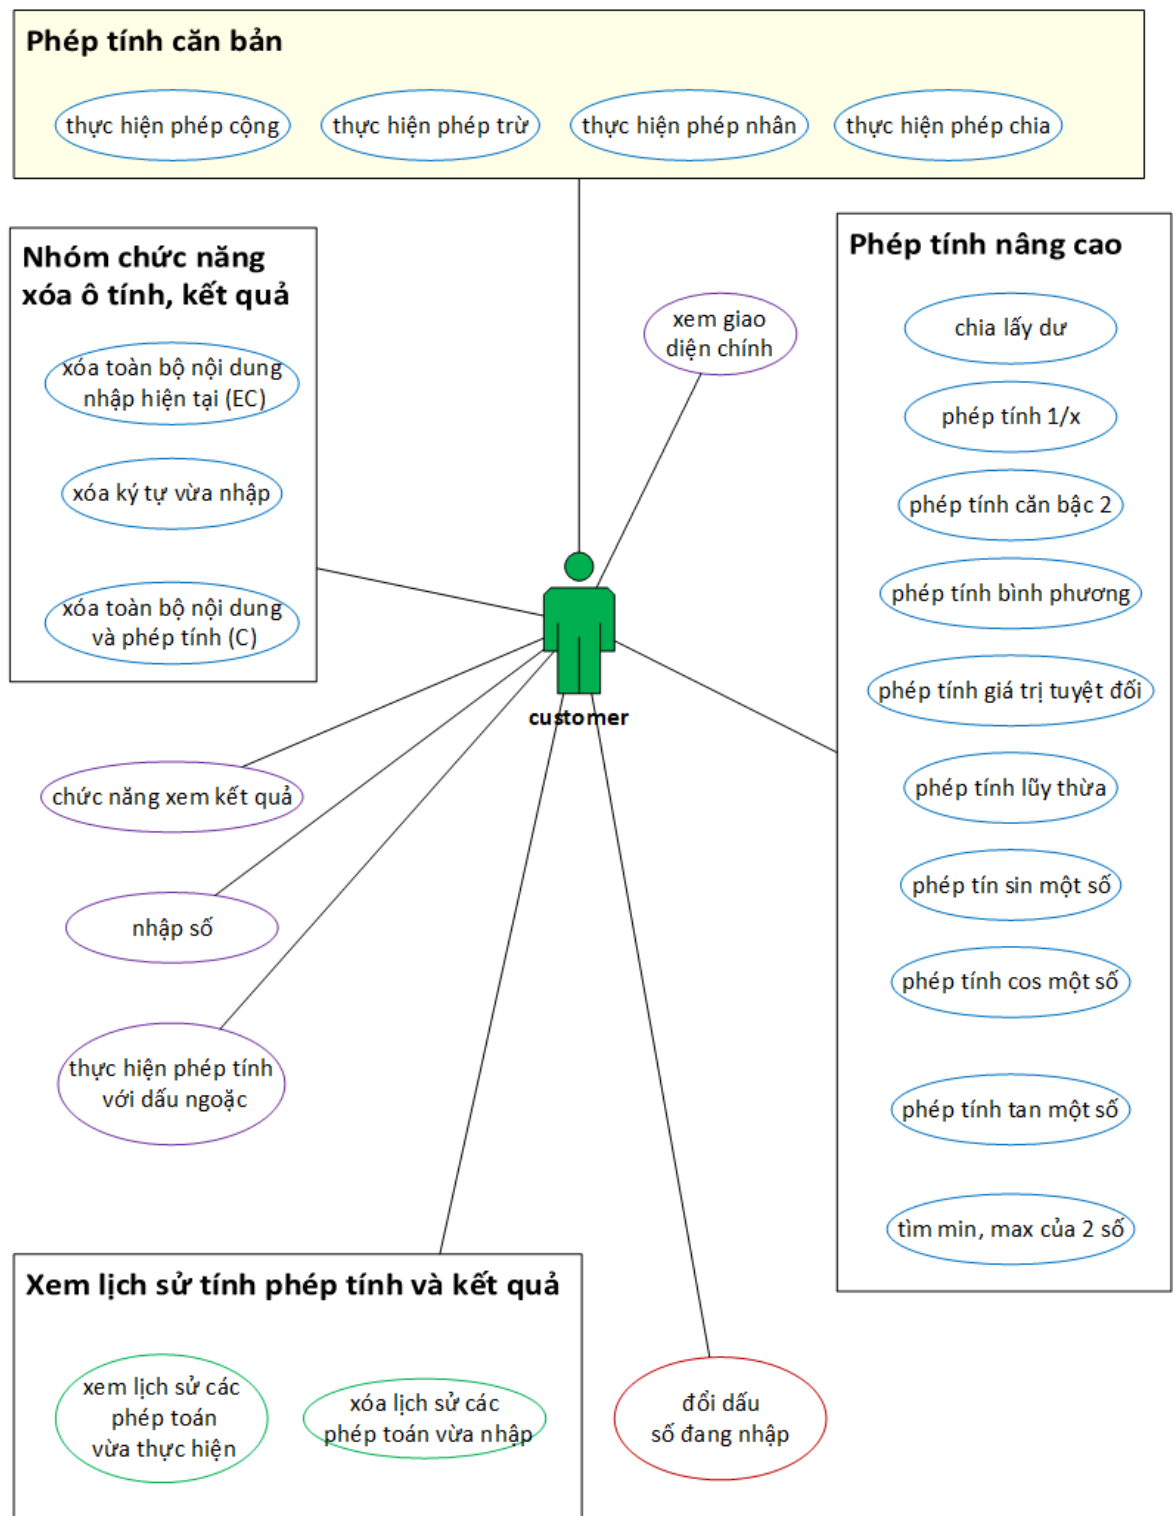 Phép tính căn bản
thực hiện phép cộng
thực hiện phép trừ
thực hiện phép nhân
thực hiện phép chia
Nhóm chức năng
xóa ô tính, kết quả
xóa toàn bộ nội dung
nhập hiện tại (EC)
xóa ký tự vừa nhập
xóa toàn bộ nội dung
và phép tính (C)
xem giao
diện chính
Phép tính nâng cao
chia lấy dư
phép tính 1/x
phép tính căn bậc 2
phép tính bình phương
phép tính giá trị tuyệt đối
phép tính lũy thừa
phép tín sin một số
phép tính cos một số
phép tính tan một số
tìm min, max của 2 số
customer
chức năng xem kết quả
nhập số
thực hiện phép tính
với dấu ngoặc
Xem lịch sử tính phép tính và kết quả
xem lịch sử các
phép toán
vừa thực hiện
xóa lịch sử các
phép toán vừa nhập
đổi dấu
số đang nhập